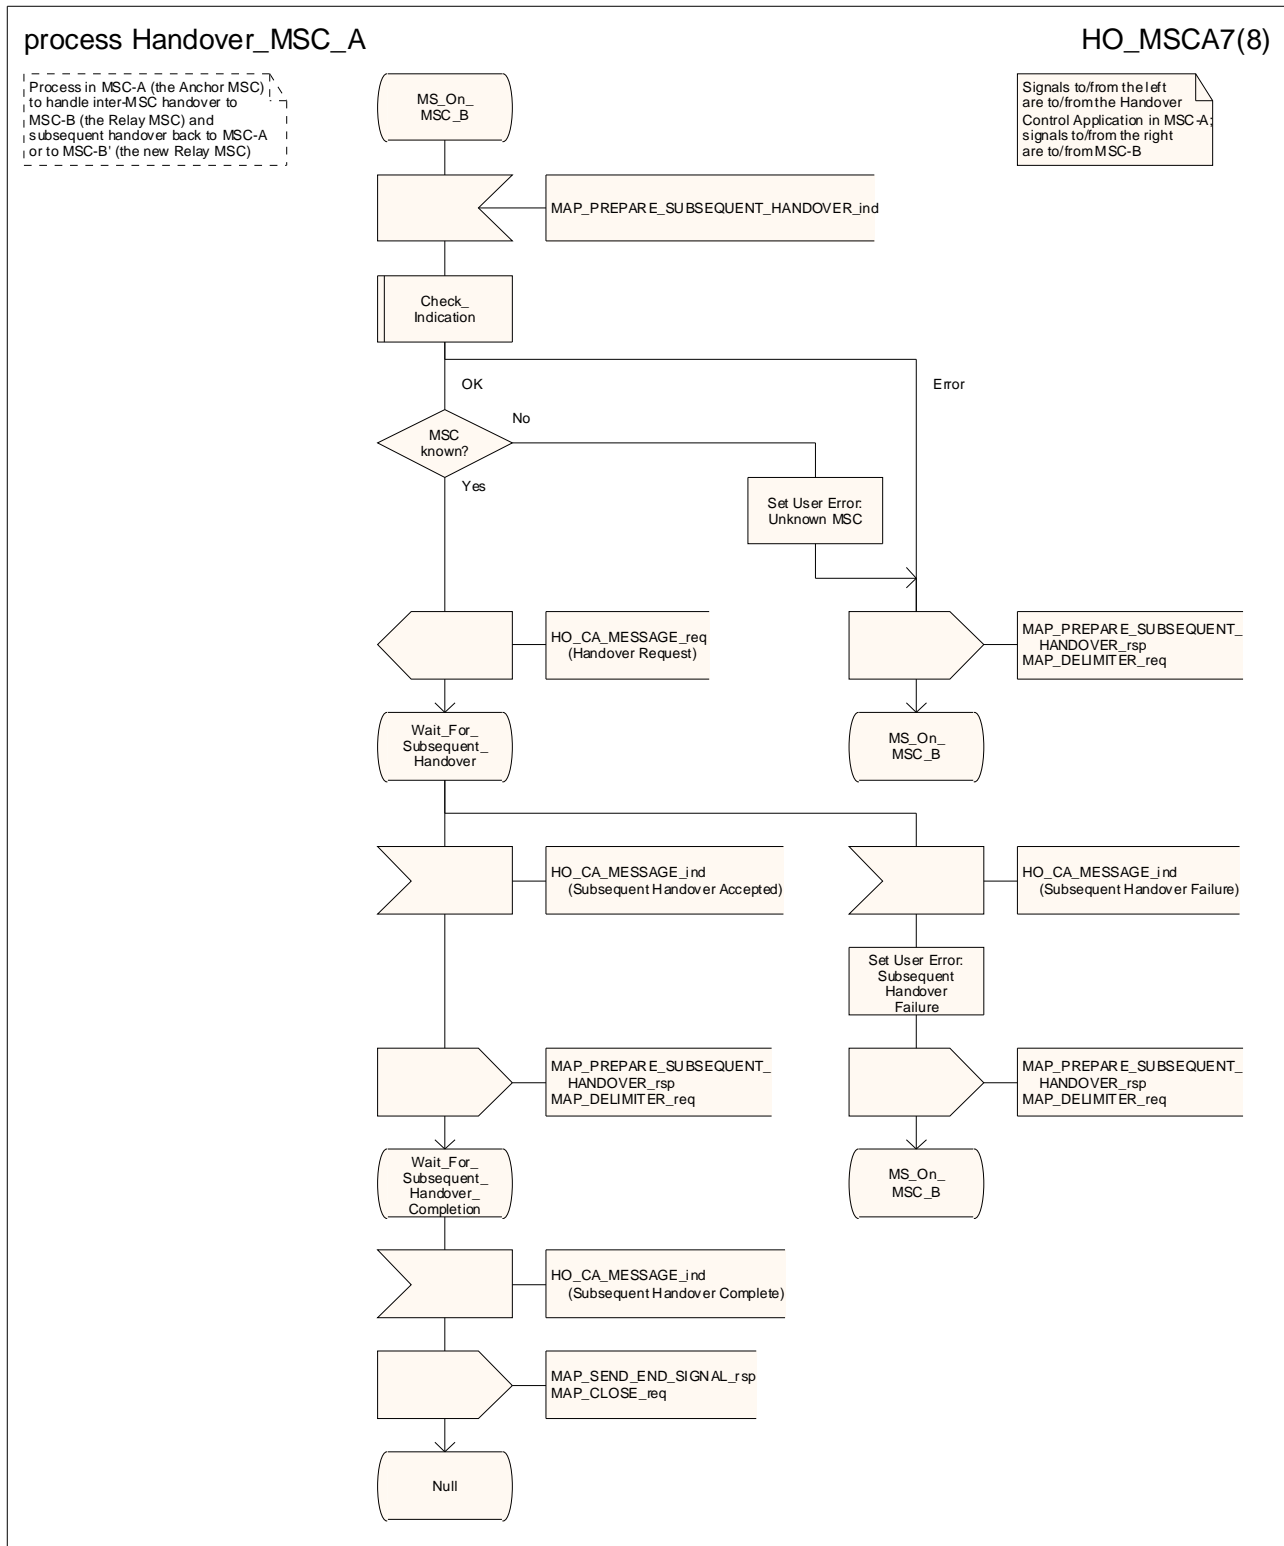 process Handover_MSC_A
HO_MSCA7(8)
Process in MSC-A (the Anchor MSC)
to handle inter-MSC handover to
MSC-B (the Relay MSC) and
subsequent handover back to MSC-A
or to MSC-B' (the new Relay MSC)
MS_On_
MSC_B
Signals to/from the left
are to/from the Handover
Control Application in MSC-A;
signals to/from the right
are to/from MSC-B
MAP_PREPARE_SUBSEQUENT_HANDOVER_ind
Check_
Indication
OK
Error
No
MSC
known?
Yes
Set User Error:
Unknown MSC
HO_CA_MESSAGE_req
(Handover Request)
MAP_PREPARE_SUBSEQUENT_
HANDOVER_rsp
MAP_DELIMITER_req
Wait_For_
Subsequent_
Handover
MS_On_
MSC_B
HO_CA_MESSAGE_ind
(Subsequent Handover Accepted)
HO_CA_MESSAGE_ind
(Subsequent Handover Failure)
Set User Error:
Subsequent
Handover
Failure
MAP_PREPARE_SUBSEQUENT_
HANDOVER_rsp
MAP_DELIMITER_req
MAP_PREPARE_SUBSEQUENT_
HANDOVER_rsp
MAP_DELIMITER_req
Wait_For_
Subsequent_
Handover_
Completion
MS_On_
MSC_B
HO_CA_MESSAGE_ind
(Subsequent Handover Complete)
MAP_SEND_END_SIGNAL_rsp
MAP_CLOSE_req
Null